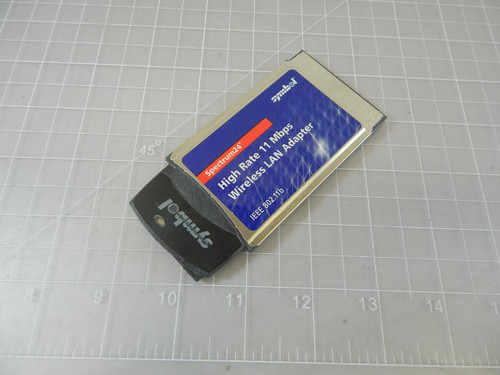 symbol
Spectrum24®
High Rate 11 Mbps
Wireless LAN Adapter
IEEE 802.11b
symbol
45°
8 9 10 11 12 13 14